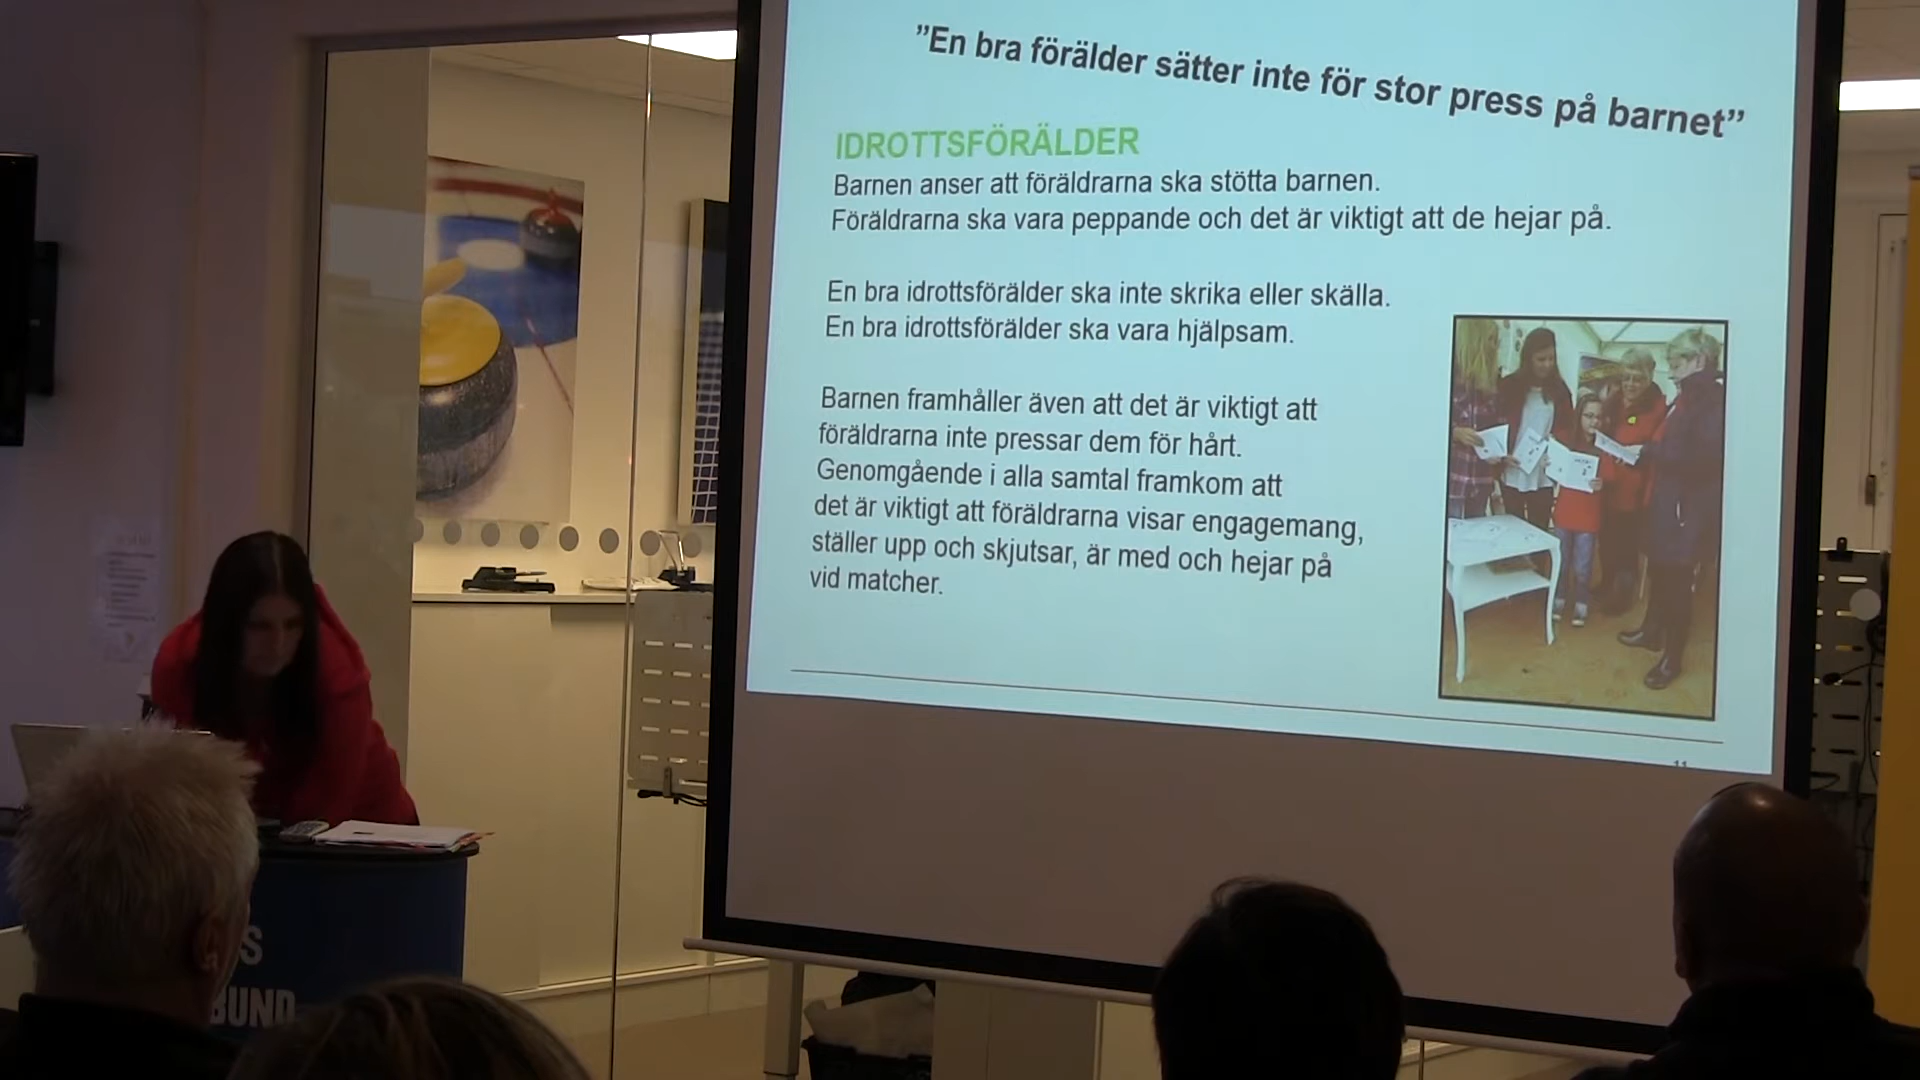 ”En bra förälder sätter inte för stor press på barnet”
IDROTTSFÖRÄLDER
Barnen anser att föräldrarna ska stötta barnen.
Föräldrarna ska vara peppande och det är viktigt att de hejar på.
En bra idrottsförälder ska inte skrika eller skälla.
En bra idrottsförälder ska vara hjälpsam.
Barnen framhåller även att det är viktigt att
föräldrarna inte pressar dem för hårt.
Genomgående i alla samtal framkom att
det är viktigt att föräldrarna visar engagemang,
ställer upp och skjutsar, är med och hejar på
vid matcher.
11
S
BUND